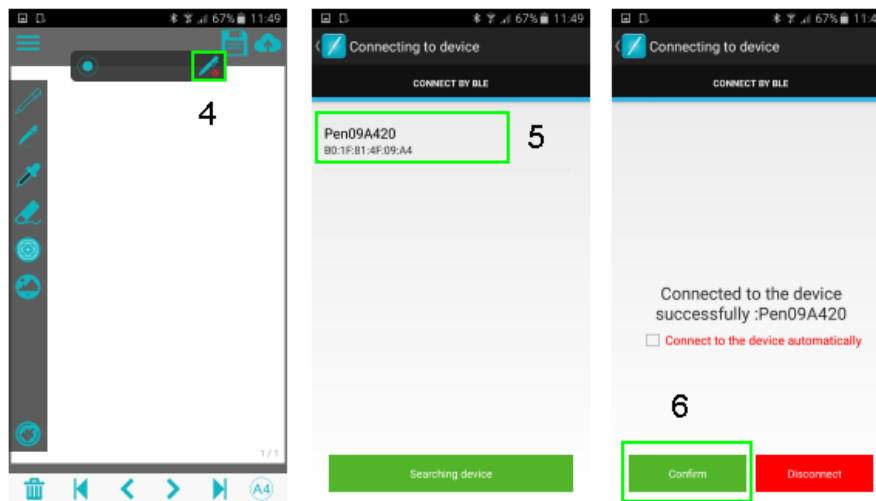 67% 11:49
4
1/1
A4
67% 11:49
Connecting to device
CONNECT BY BLE
Pen09A420
B0:1F:81:4F:09:A4
5
Searching device
67% 11:4
Connecting to device
CONNECT BY BLE
Connected to the device
successfully :Pen09A420
Connect to the device automatically
6
Confirm
Disconnect